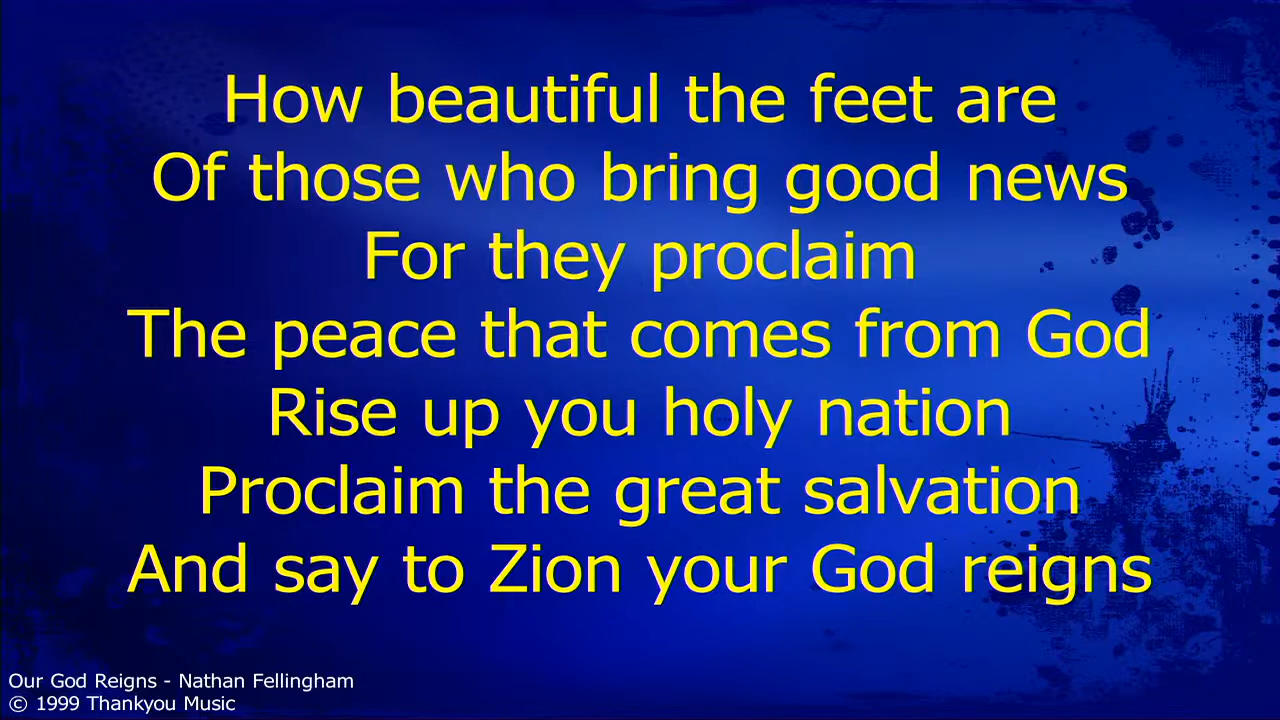 How beautiful the feet are
Of those who bring good news
For they proclaim
The peace that comes from God
Rise up you holy nation
Proclaim the great salvation
And say to Zion your God reigns
Our God Reigns - Nathan Fellingham
© 1999 Thankyou Music